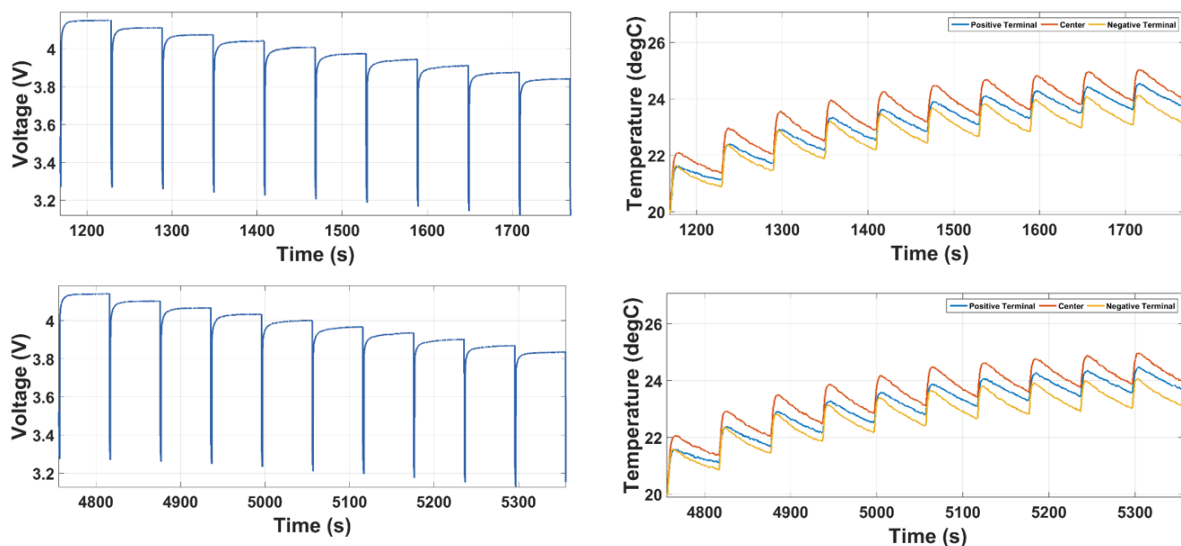 Voltage (V)
4
3.8
3.6
3.4
3.2
1200 1300 1400 1500 1600 1700
Time (s)
Temperature (degC)
26
24
22
20
Positive Terminal Center Negative Terminal
1200 1300 1400 1500 1600 1700
Time (s)
Voltage (V)
4
3.8
3.6
3.4
3.2
4800 4900 5000 5100 5200 5300
Time (s)
Temperature (degC)
26
24
22
20
Positive Terminal Center Negative Terminal
4800 4900 5000 5100 5200 5300
Time (s)